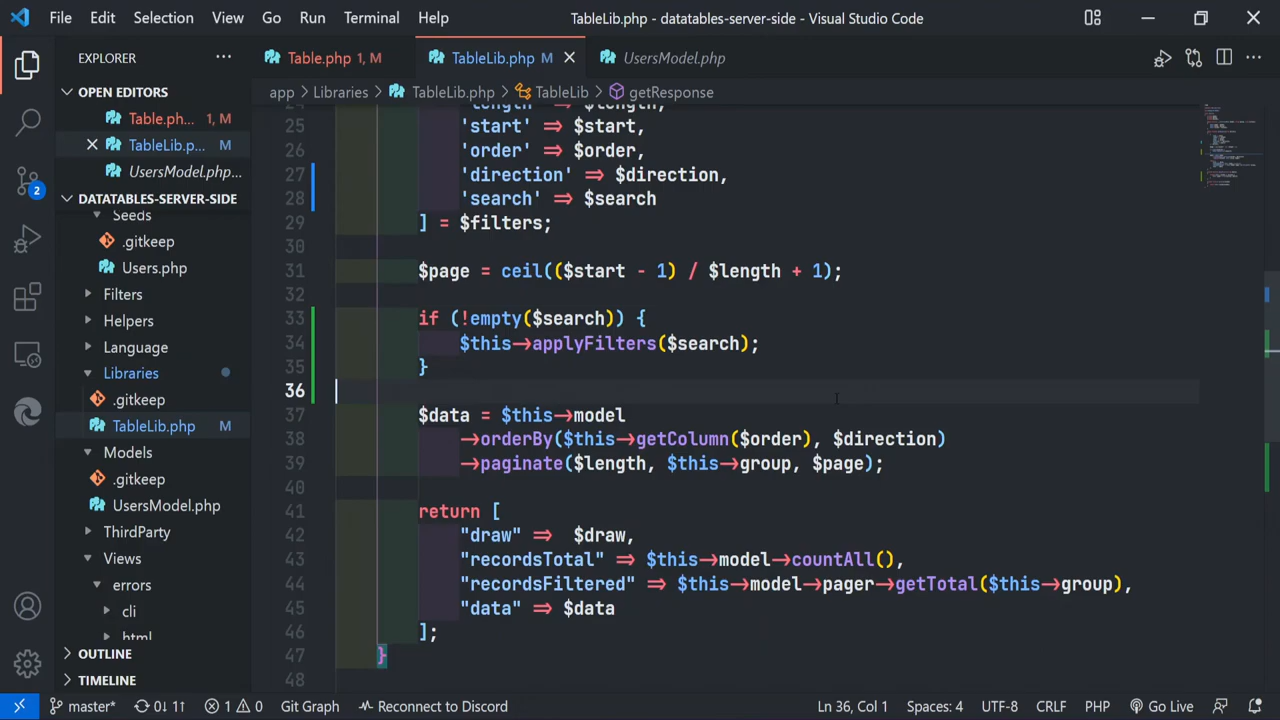 File Edit Selection View Go Run Terminal Help TableLib.php - datatables-server-side - Visual Studio Code
EXPLORER
Table.php 1, M TableLib.php M UsersModel.php
app > Libraries > TableLib.php > TableLib > getResponse
OPEN EDITORS
Table.ph... 1, M
TableLib.p... M
UsersModel.php...
DATATABLES-SERVER-SIDE
Seeds
.gitkeep
Users.php
Filters
Helpers
Language
Libraries
.gitkeep
TableLib.php M
Models
.gitkeep
UsersModel.php
ThirdParty
Views
errors
cli
html
OUTLINE
TIMELINE
24 'length' => $length,
25 'start' => $start,
26 'order' => $order,
27 'direction' => $direction,
28 'search' => $search
29 ] = $filters;
30
31 $page = ceil(($start - 1) / $length + 1);
32
33 if (!empty($search)) {
34 $this->applyFilters($search);
35 }
36
37 $data = $this->model
38 ->orderBy($this->getColumn($order), $direction)
39 ->paginate($length, $this->group, $page);
40
41 return [
42 "draw" => $draw,
43 "recordsTotal" => $this->model->countAll(),
44 "recordsFiltered" => $this->model->pager->getTotal($this->group),
45 "data" => $data
46 ];
47 }
48
2
master* 0↓ 1↑ 1 0 Git Graph Reconnect to Discord Ln 36, Col 1 Spaces: 4 UTF-8 CRLF PHP Go Live